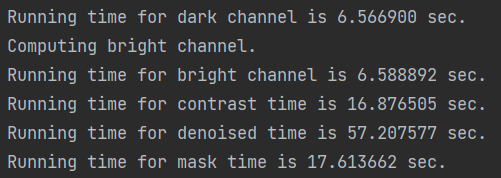 Running time for dark channel is 6.566900 sec.
Computing bright channel.
Running time for bright channel is 6.588892 sec.
Running time for contrast time is 16.876505 sec.
Running time for denoised time is 57.207577 sec.
Running time for mask time is 17.613662 sec.